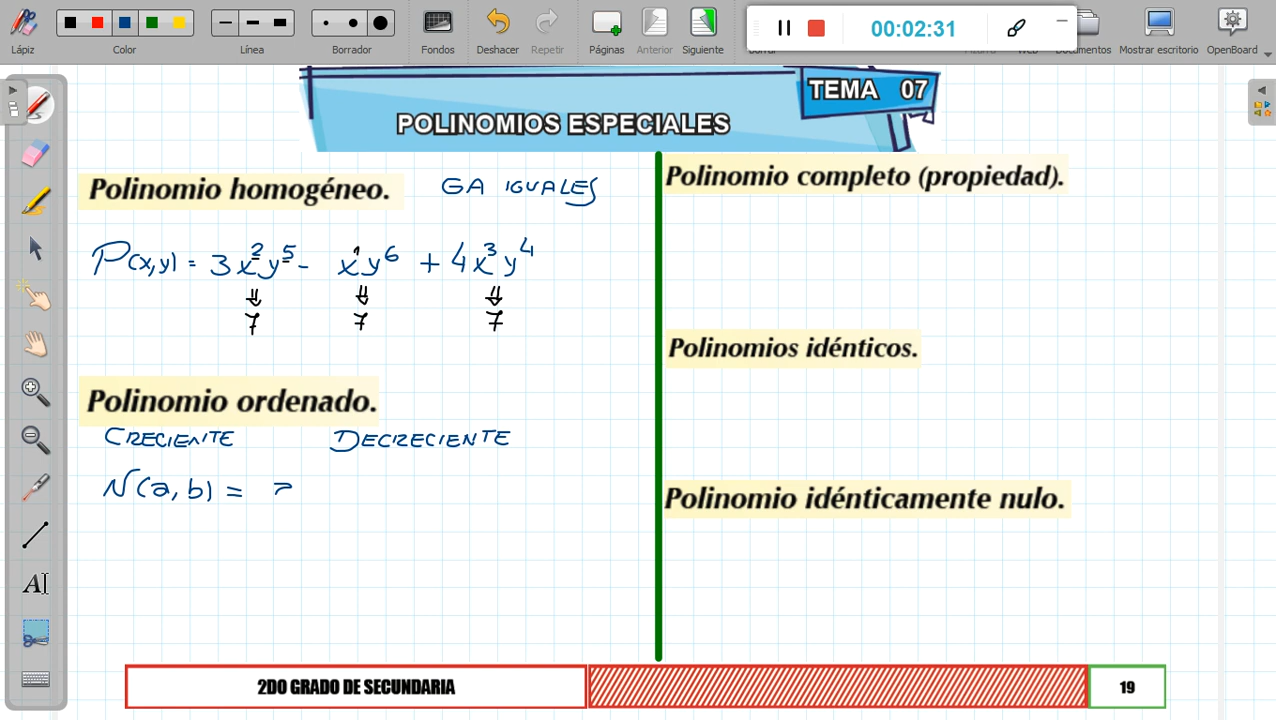 Lápiz
Color
Línea
Borrador
Fondos
Deshacer
Repetir
Páginas
Anterior
Siguiente
00:02:31
Documentos
Mostrar escritorio
OpenBoard
TEMA 07
POLINOMIOS ESPECIALES
Polinomio homogéneo.
GA IGUALES
P(x,y) = 3x²y⁵ - x¹y⁶ + 4x³y⁴
7 7 7
Polinomio ordenado.
CRECIENTE DECRECIENTE
N(a,b) =
Polinomio completo (propiedad).
Polinomios idénticos.
Polinomio idénticamente nulo.
2DO GRADO DE SECUNDARIA
19